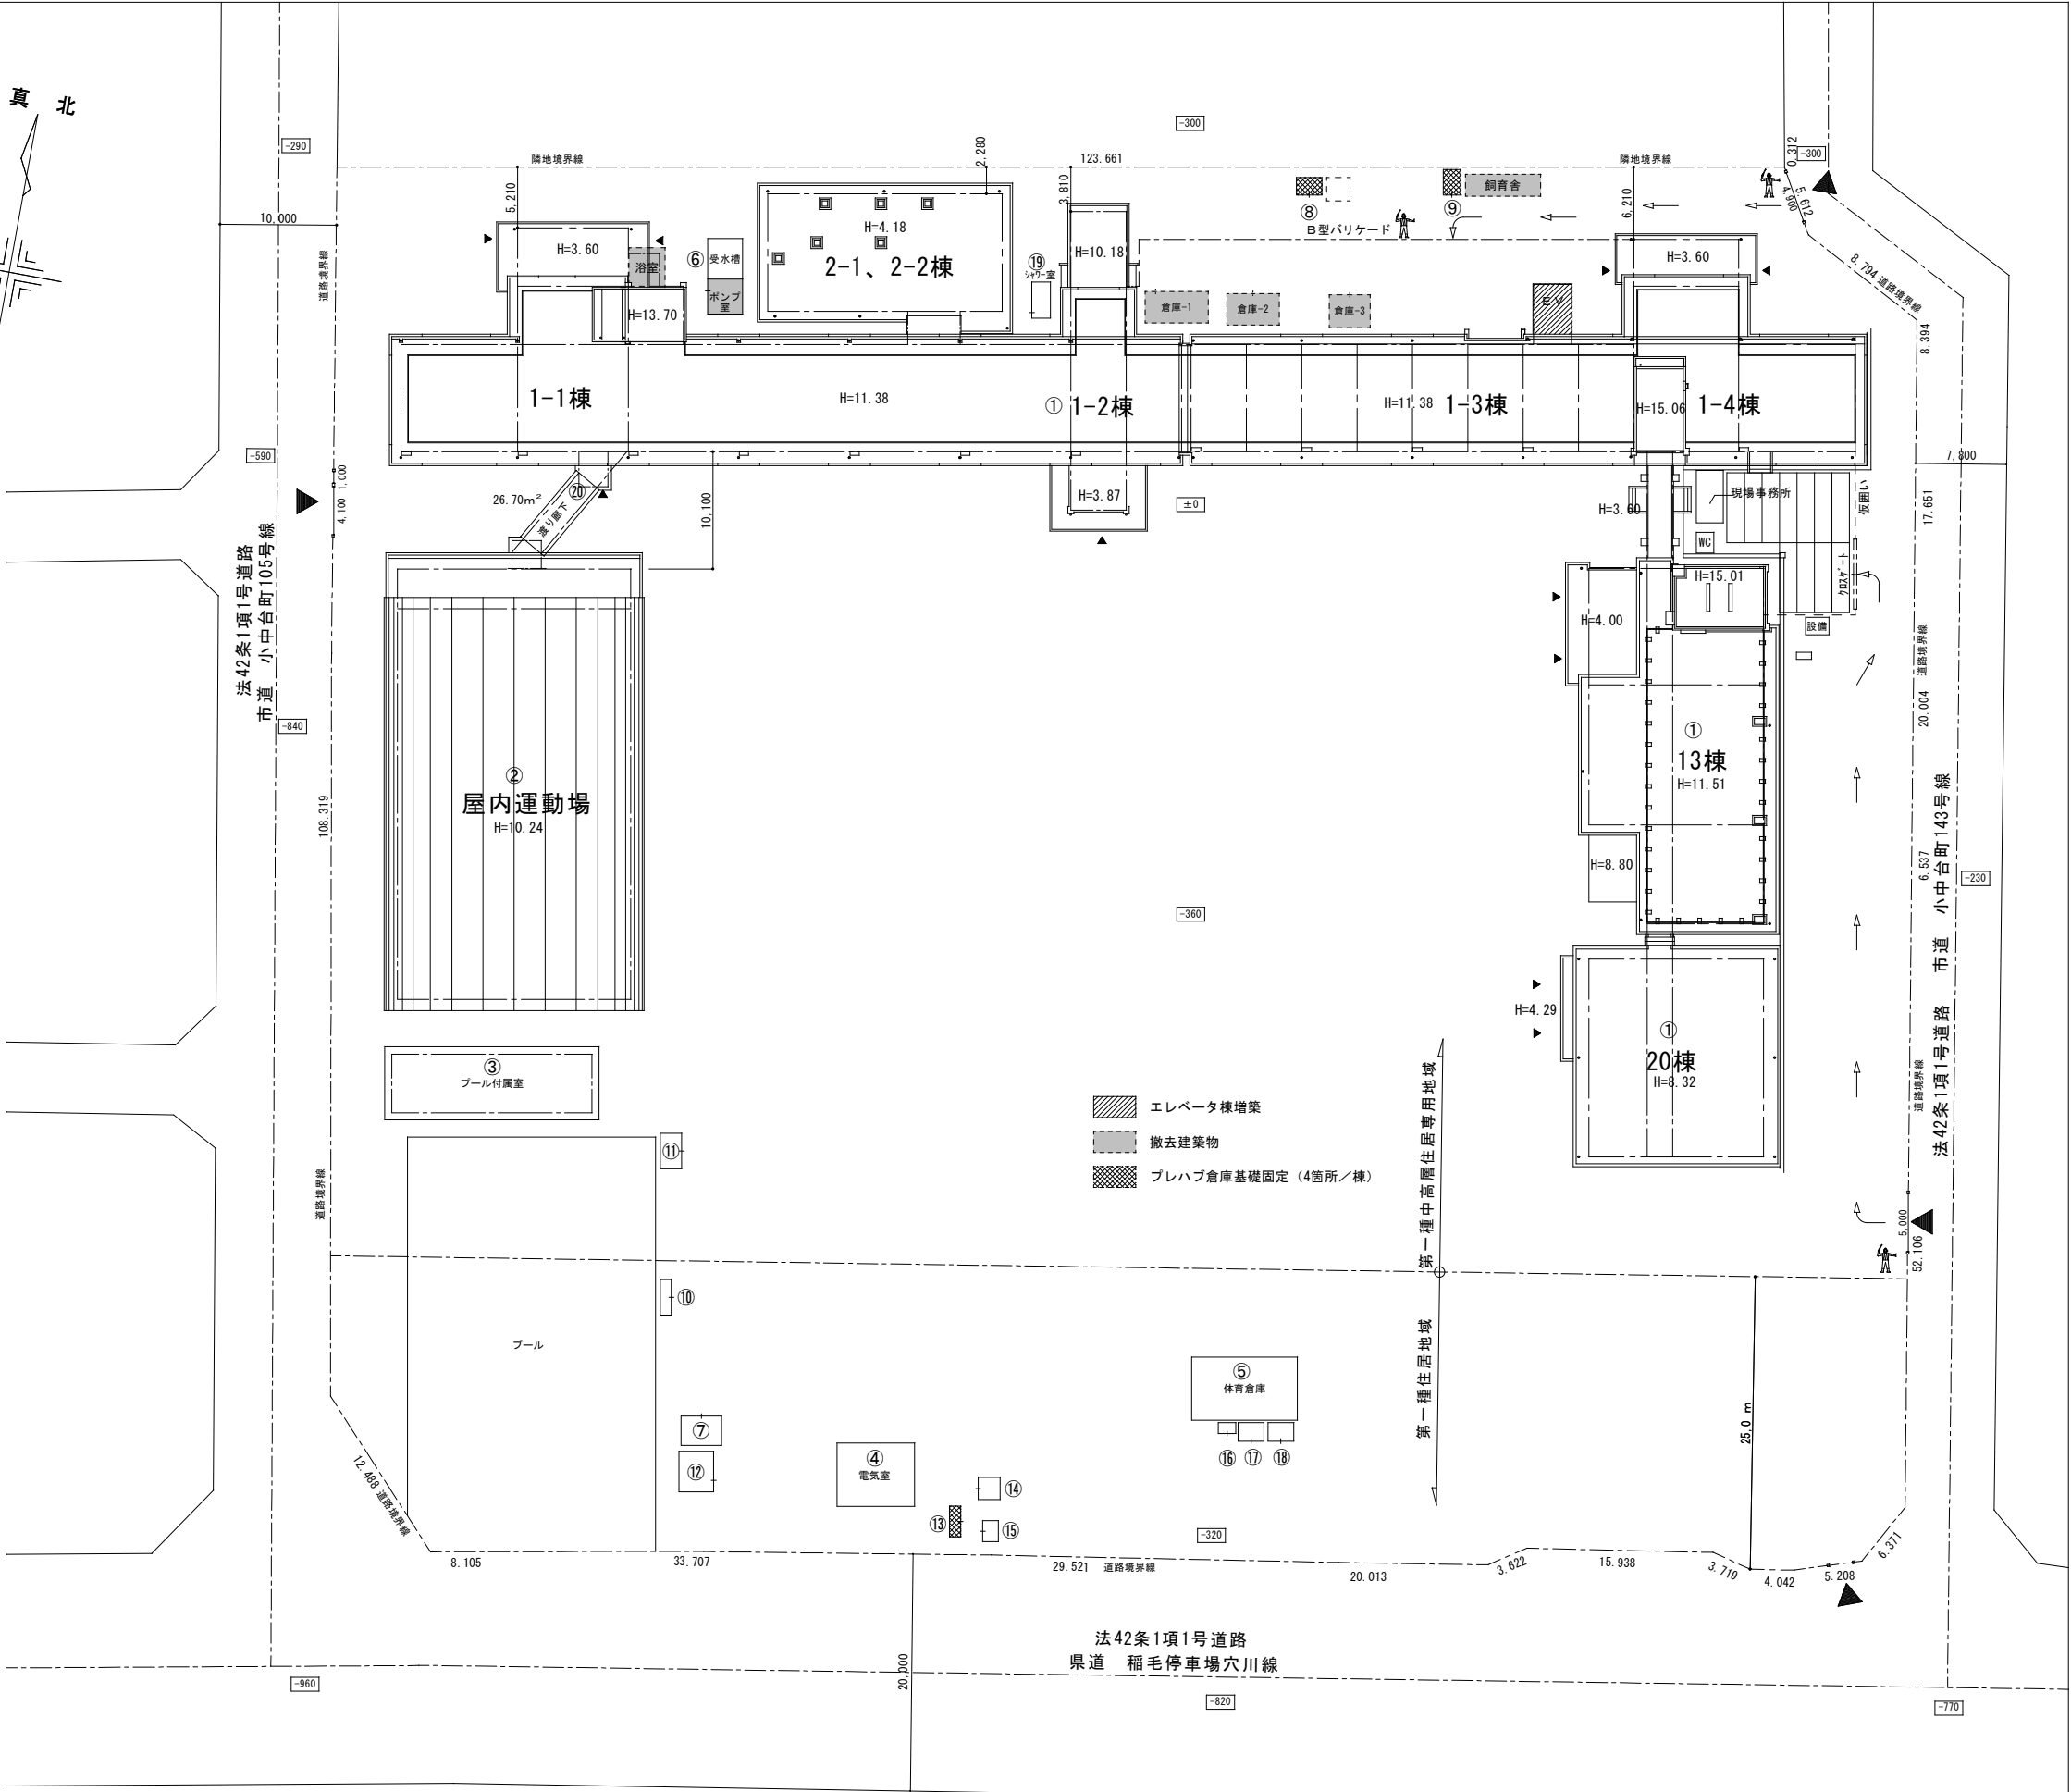 真 北
-290
-300
隣地境界線
123.661
隣地境界線
0.312
-300
5.612
4.900
10,000
5,210
2,280
3,810
6,210
道路境界線
H=3.60
浴室
⑥
受水槽
ポンプ室
H=4.18
2-1、2-2棟
⑲
シャワー室
H=10.18
⑧
B型バリケード
⑨
飼育舎
H=3.60
8.794 道路境界線
H=13.70
倉庫-1
倉庫-2
倉庫-3
EV
8.394
1-1棟
H=11.38
① 1-2棟
H=11.38
1-3棟
H=15.06
1-4棟
-590
7,800
1,000
4.100
26.70m²
⑳
渡り廊下
10,100
H=3.87
±0
H=3.60
現場事務所
仮囲い
17.651
WC
クロスゲート
H=15.01
H=4.00
設備
道路境界線
20.004
法42条1項1号道路
市道 小中台町105号線
-840
108.319
②
屋内運動場
H=10.24
①
13棟
H=11.51
H=8.80
6.537
-230
-360
市道 小中台町143号線
法42条1項1号道路
H=4.29
①
20棟
H=8.32
道路境界線
③
プール付属室
⑪
エレベータ棟増築
撤去建築物
プレハブ倉庫基礎固定（4箇所／棟）
第一種中高層住居専用地域
第一種住居地域
道路境界線
5.000
52.106
⑩
プール
⑤
体育倉庫
25,0 m
⑦
⑫
④
電気室
⑯ ⑰ ⑱
⑭
⑬
⑮
12.488 道路境界線
-320
8.105
33.707
29.521 道路境界線
20.013
3.622
15.938
3.719
4.042
5.208
6.371
法42条1項1号道路
県道 稲毛停車場穴川線
20,000
-960
-820
-770